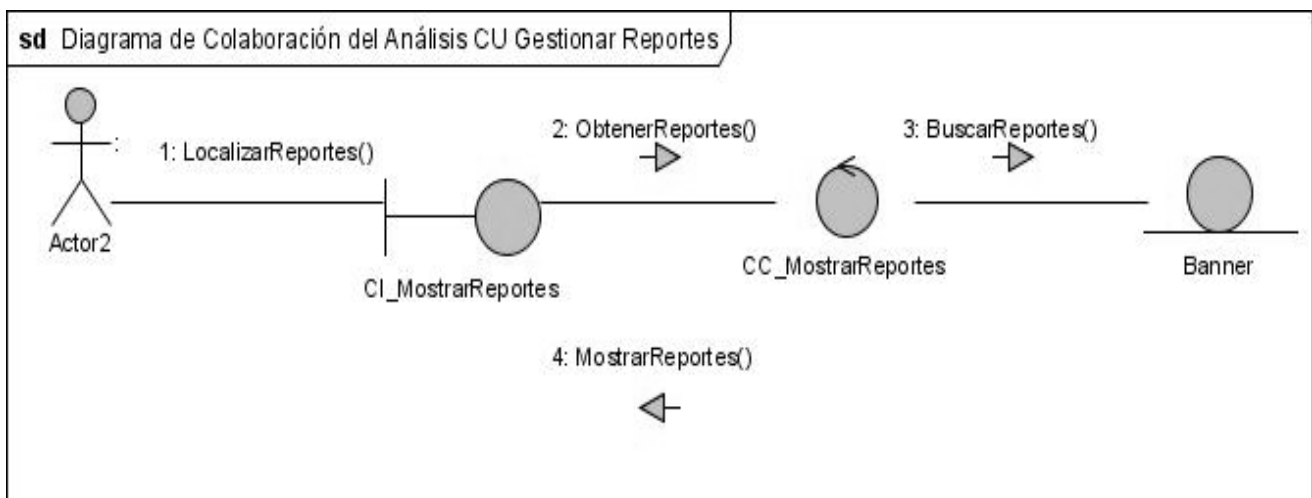 sd Diagrama de Colaboración del Análisis CU Gestionar Reportes
:
1: LocalizarReportes()
2: ObtenerReportes()
3: BuscarReportes()
Actor2
CI_MostrarReportes
CC_MostrarReportes
Banner
4: MostrarReportes()